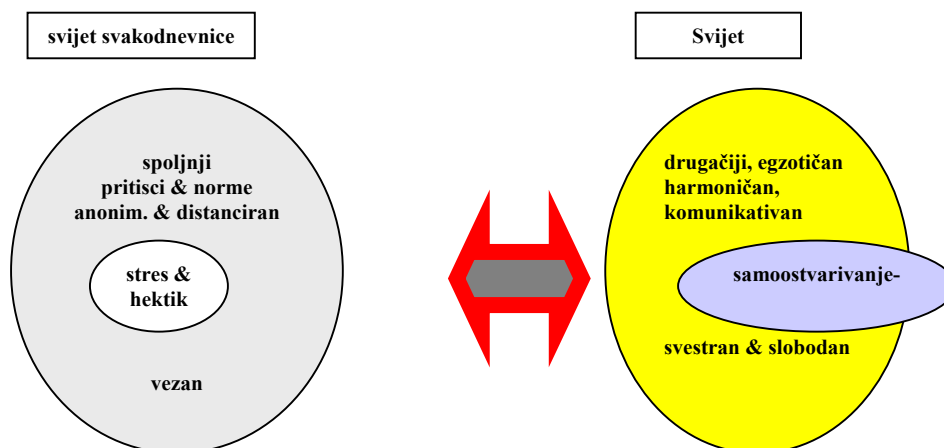 svijet svakodnevnice
Svijet
spoljnji
pritisci & norme
anonim. & distanciran
stres &
hektik
vezan
drugačiji, egzotičan
harmoničan,
komunikativan
samoostvarivanje-
svestran & slobodan